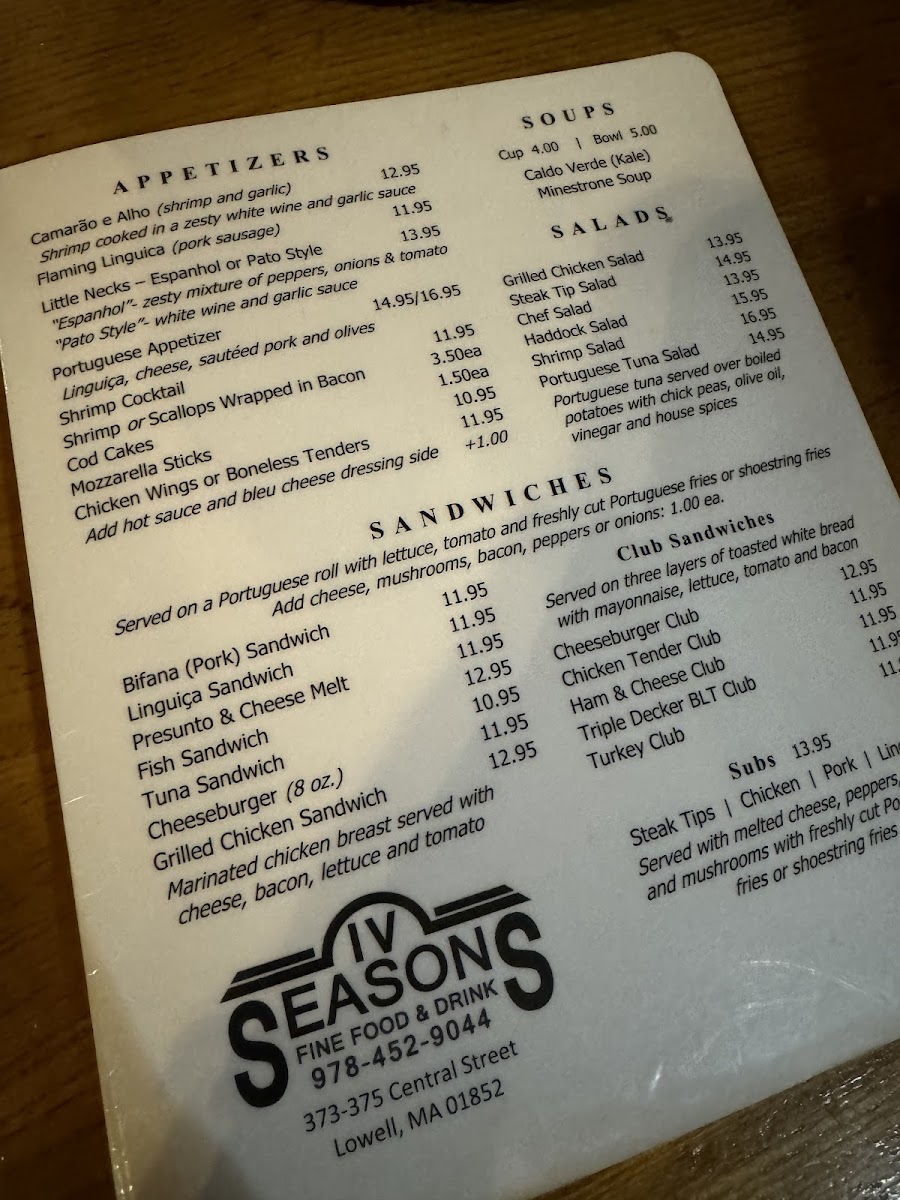 APPETIZERS
Camarão e Alho (shrimp and garlic) 12.95
Shrimp cooked in a zesty white wine and garlic sauce
Flaming Linguica (pork sausage) 11.95
Little Necks – Espanhol or Pato Style 13.95
"Espanhol"- zesty mixture of peppers, onions & tomato
"Pato Style"- white wine and garlic sauce
Portuguese Appetizer 14.95/16.95
Linguiça, cheese, sautéed pork and olives
Shrimp Cocktail 11.95
Shrimp or Scallops Wrapped in Bacon 3.50ea
Cod Cakes 1.50ea
Mozzarella Sticks 10.95
Chicken Wings or Boneless Tenders 11.95
Add hot sauce and bleu cheese dressing side +1.00
SOUPS
Cup 4.00 | Bowl 5.00
Caldo Verde (Kale)
Minestrone Soup
SALADS
Grilled Chicken Salad 13.95
Steak Tip Salad 14.95
Chef Salad 13.95
Haddock Salad 15.95
Shrimp Salad 16.95
Portuguese Tuna Salad 14.95
Portuguese tuna served over boiled
potatoes with chick peas, olive oil,
vinegar and house spices
SANDWICHES
Served on a Portuguese roll with lettuce, tomato and freshly cut Portuguese fries or shoestring fries
Add cheese, mushrooms, bacon, peppers or onions: 1.00 ea.
Bifana (Pork) Sandwich 11.95
Linguiça Sandwich 11.95
Presunto & Cheese Melt 11.95
Fish Sandwich 12.95
Tuna Sandwich 10.95
Cheeseburger (8 oz.) 11.95
Grilled Chicken Sandwich 12.95
Marinated chicken breast served with
cheese, bacon, lettuce and tomato
Club Sandwiches
Served on three layers of toasted white bread
with mayonnaise, lettuce, tomato and bacon
Cheeseburger Club 12.95
Chicken Tender Club 11.95
Ham & Cheese Club 11.95
Triple Decker BLT Club 11.95
Turkey Club
Subs 13.95
Steak Tips | Chicken | Pork |
Served with melted cheese, peppers,
and mushrooms with freshly cut
fries or shoestring fries
IV
SEASONS
FINE FOOD & DRINK
978-452-9044
373-375 Central Street
Lowell, MA 01852